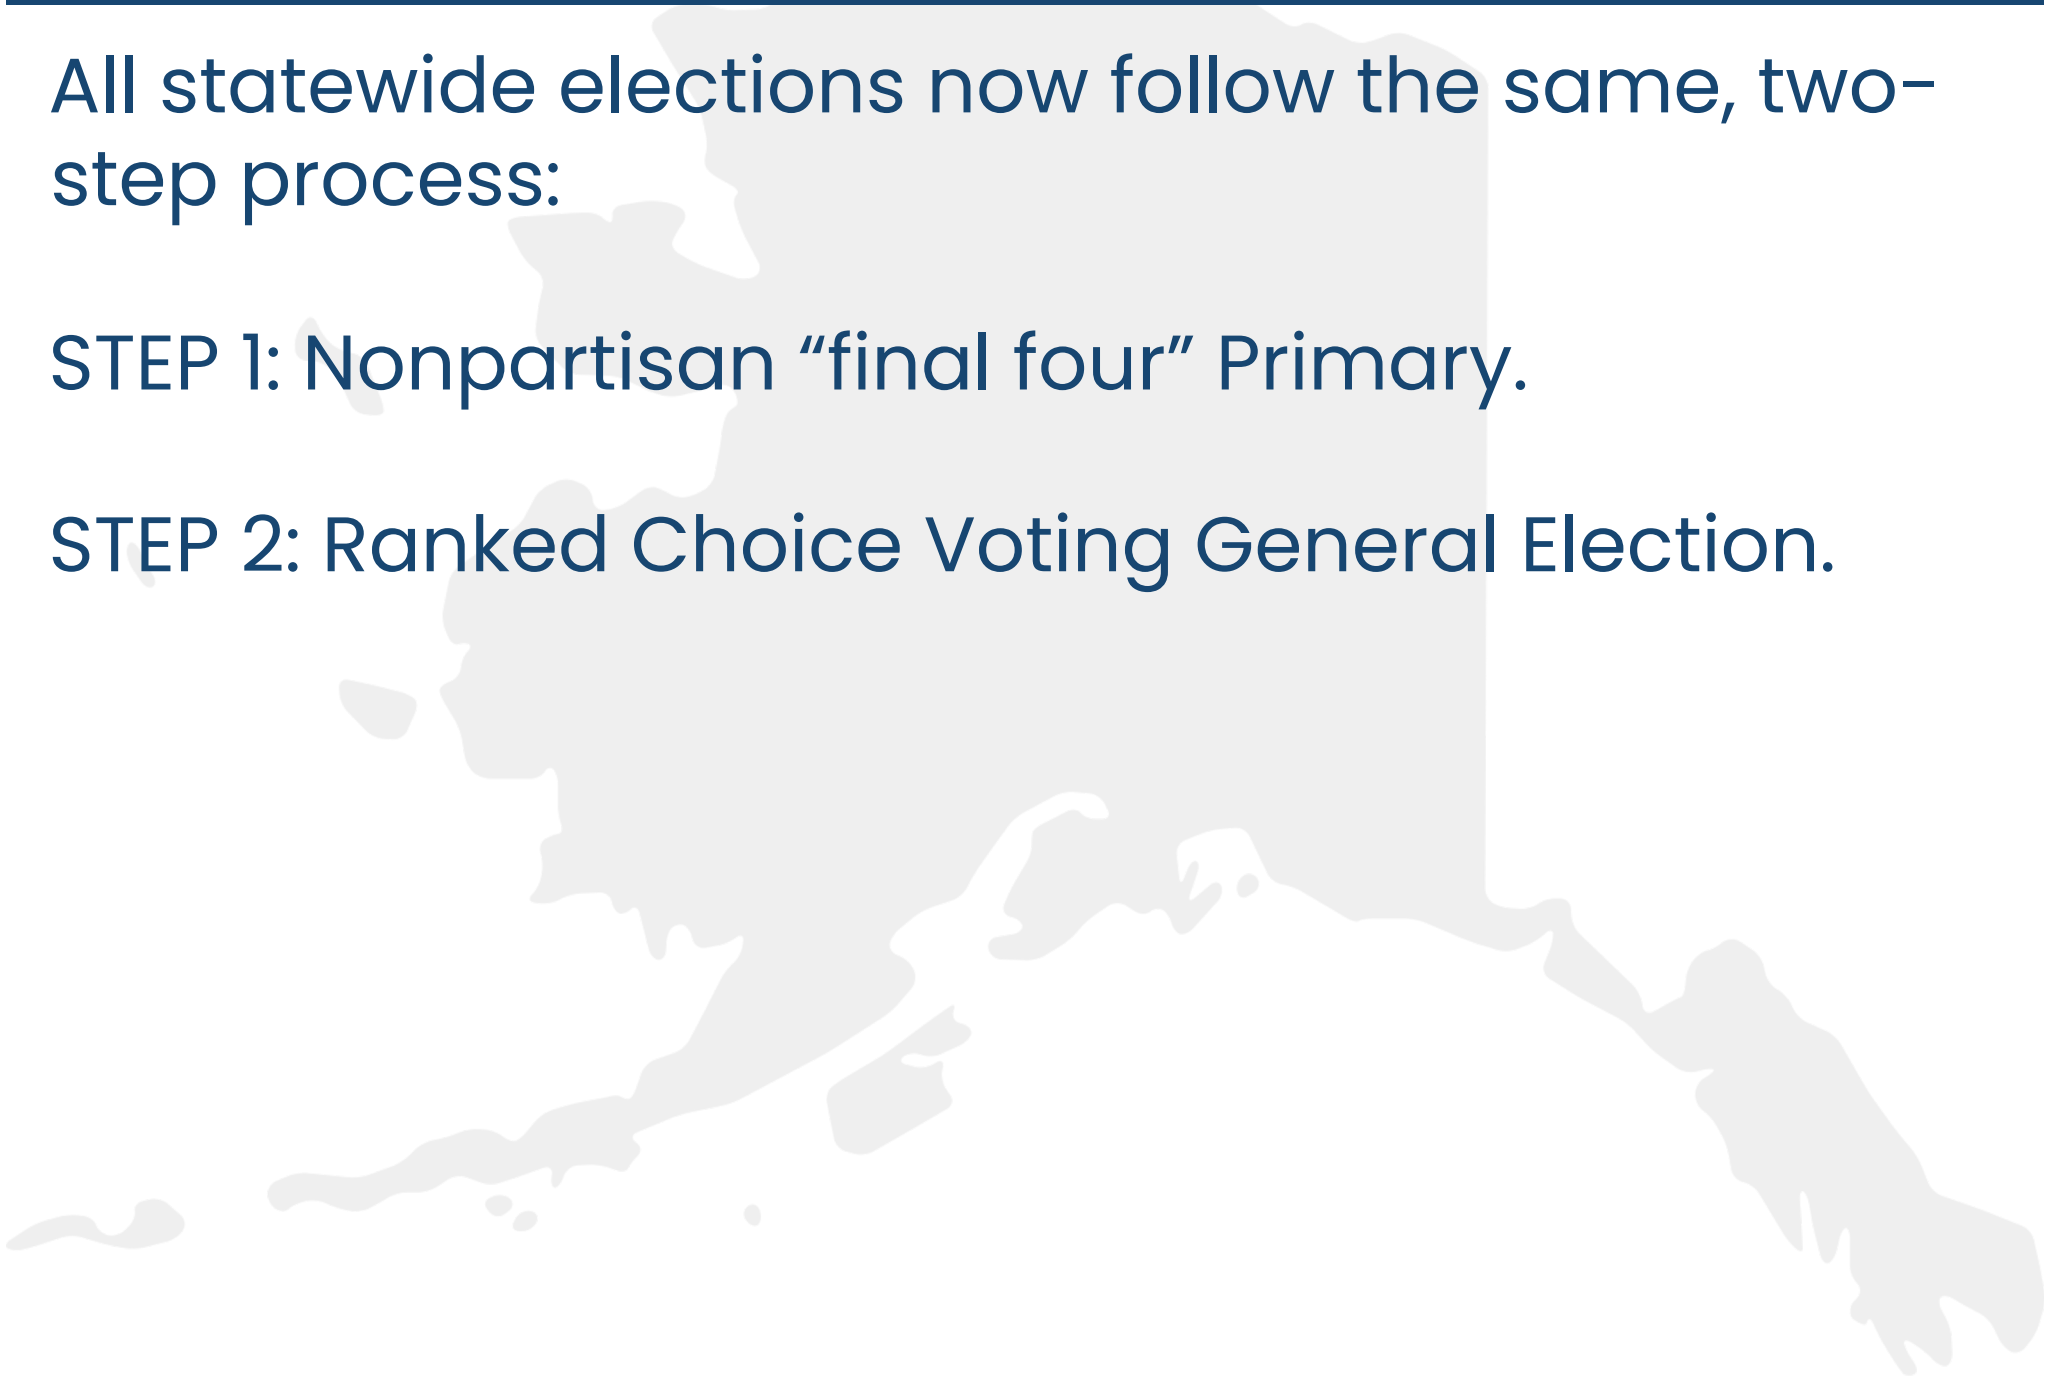 All statewide elections now follow the same, two-
step process:
STEP 1: Nonpartisan “final four” Primary.
STEP 2: Ranked Choice Voting General Election.